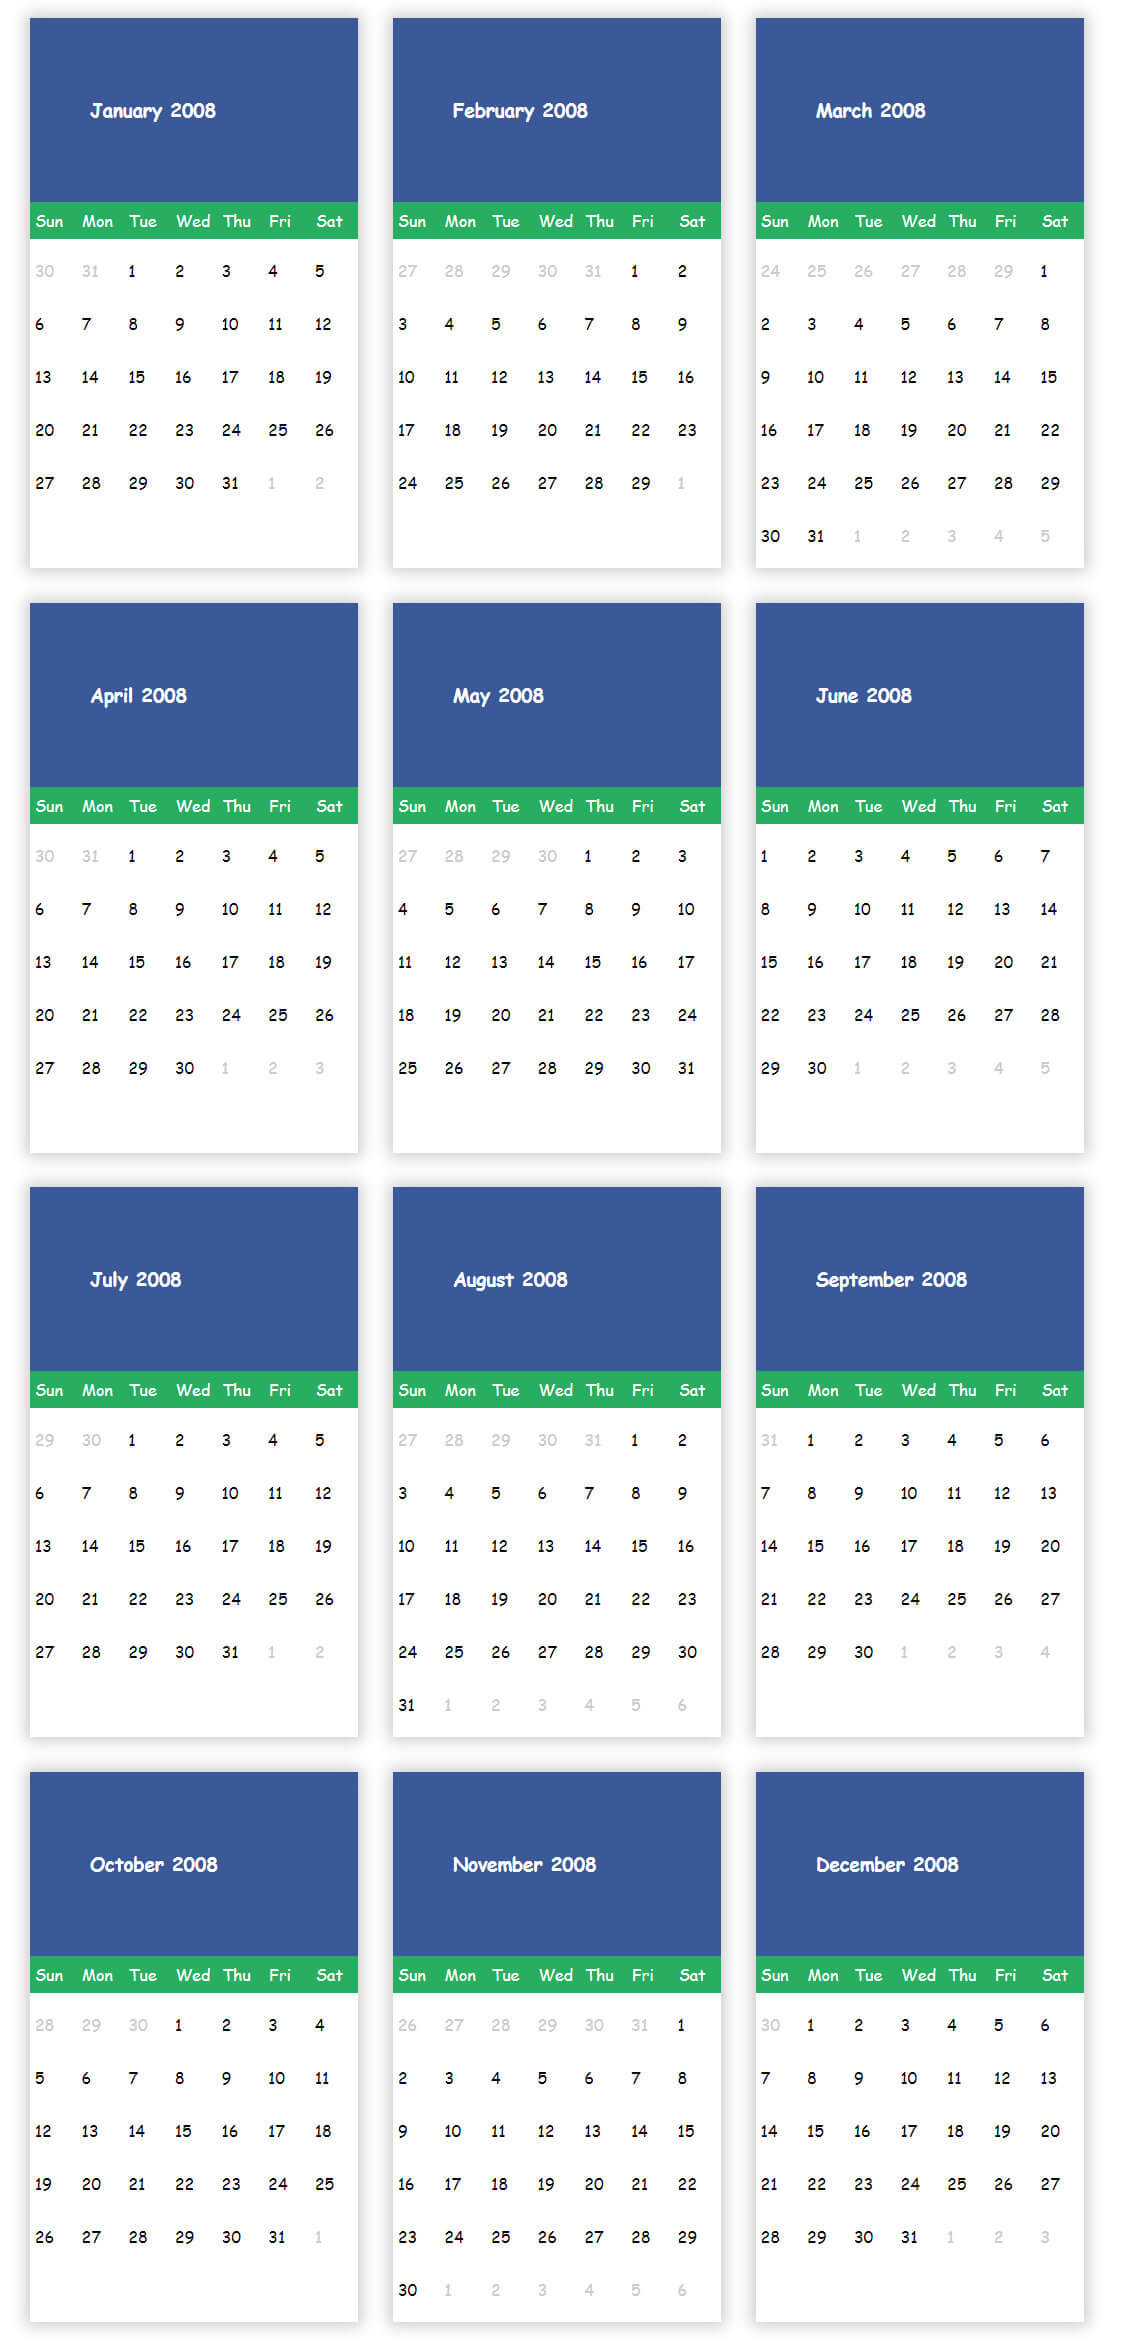 January 2008
Sun Mon Tue Wed Thu Fri Sat
30 31 1 2 3 4 5
6 7 8 9 10 11 12
13 14 15 16 17 18 19
20 21 22 23 24 25 26
27 28 29 30 31 1 2
February 2008
Sun Mon Tue Wed Thu Fri Sat
27 28 29 30 31 1 2
3 4 5 6 7 8 9
10 11 12 13 14 15 16
17 18 19 20 21 22 23
24 25 26 27 28 29 1
March 2008
Sun Mon Tue Wed Thu Fri Sat
24 25 26 27 28 29 1
2 3 4 5 6 7 8
9 10 11 12 13 14 15
16 17 18 19 20 21 22
23 24 25 26 27 28 29
30 31 1 2 3 4 5
April 2008
Sun Mon Tue Wed Thu Fri Sat
30 31 1 2 3 4 5
6 7 8 9 10 11 12
13 14 15 16 17 18 19
20 21 22 23 24 25 26
27 28 29 30 1 2 3
May 2008
Sun Mon Tue Wed Thu Fri Sat
27 28 29 30 1 2 3
4 5 6 7 8 9 10
11 12 13 14 15 16 17
18 19 20 21 22 23 24
25 26 27 28 29 30 31
June 2008
Sun Mon Tue Wed Thu Fri Sat
1 2 3 4 5 6 7
8 9 10 11 12 13 14
15 16 17 18 19 20 21
22 23 24 25 26 27 28
29 30 1 2 3 4 5
July 2008
Sun Mon Tue Wed Thu Fri Sat
29 30 1 2 3 4 5
6 7 8 9 10 11 12
13 14 15 16 17 18 19
20 21 22 23 24 25 26
27 28 29 30 31 1 2
August 2008
Sun Mon Tue Wed Thu Fri Sat
27 28 29 30 31 1 2
3 4 5 6 7 8 9
10 11 12 13 14 15 16
17 18 19 20 21 22 23
24 25 26 27 28 29 30
31 1 2 3 4 5 6
September 2008
Sun Mon Tue Wed Thu Fri Sat
31 1 2 3 4 5 6
7 8 9 10 11 12 13
14 15 16 17 18 19 20
21 22 23 24 25 26 27
28 29 30 1 2 3 4
October 2008
Sun Mon Tue Wed Thu Fri Sat
28 29 30 1 2 3 4
5 6 7 8 9 10 11
12 13 14 15 16 17 18
19 20 21 22 23 24 25
26 27 28 29 30 31 1
November 2008
Sun Mon Tue Wed Thu Fri Sat
26 27 28 29 30 31 1
2 3 4 5 6 7 8
9 10 11 12 13 14 15
16 17 18 19 20 21 22
23 24 25 26 27 28 29
30 1 2 3 4 5 6
December 2008
Sun Mon Tue Wed Thu Fri Sat
30 1 2 3 4 5 6
7 8 9 10 11 12 13
14 15 16 17 18 19 20
21 22 23 24 25 26 27
28 29 30 31 1 2 3